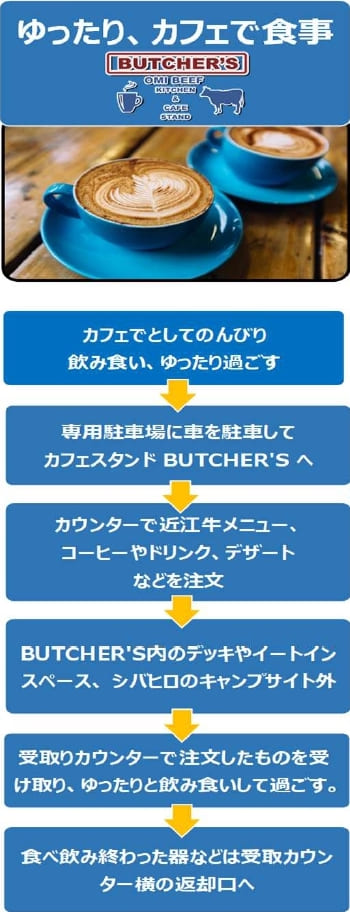 ゆったり、カフェで食事
BUTCHER'S
OMI BEEF
KITCHEN
&
CAFE
STAND
カフェでとしてのんびり
飲み食い、ゆったり過ごす
専用駐車場に車を駐車して
カフェスタンド BUTCHER'S へ
カウンターで近江牛メニュー、
コーヒーやドリンク、デザート
などを注文
BUTCHER'S内のデッキやイートイン
スペース、シバヒロのキャンプサイト外
受取りカウンターで注文したものを受
け取り、ゆったりと飲み食いして過ごす。
食べ飲み終わった器などは受取カウン
ター横の返却口へ